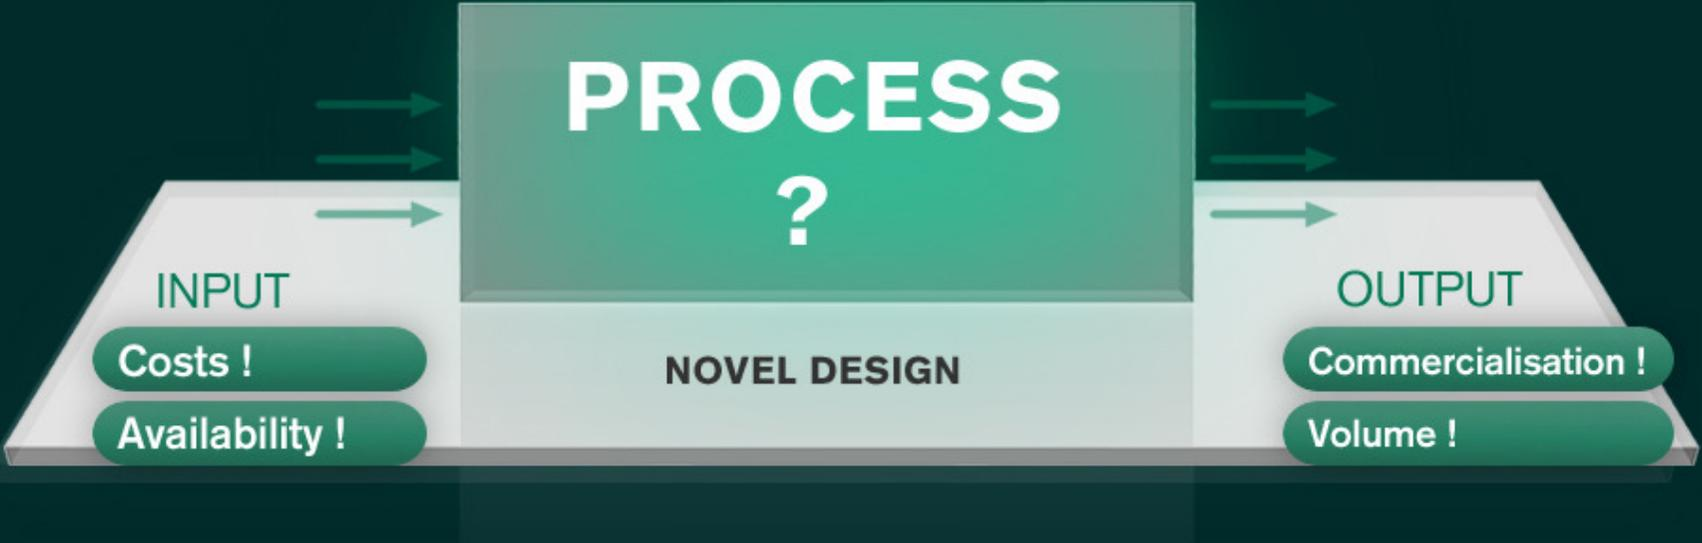 PROCESS
?
INPUT
Costs !
Availability !
NOVEL DESIGN
OUTPUT
Commercialisation !
Volume !